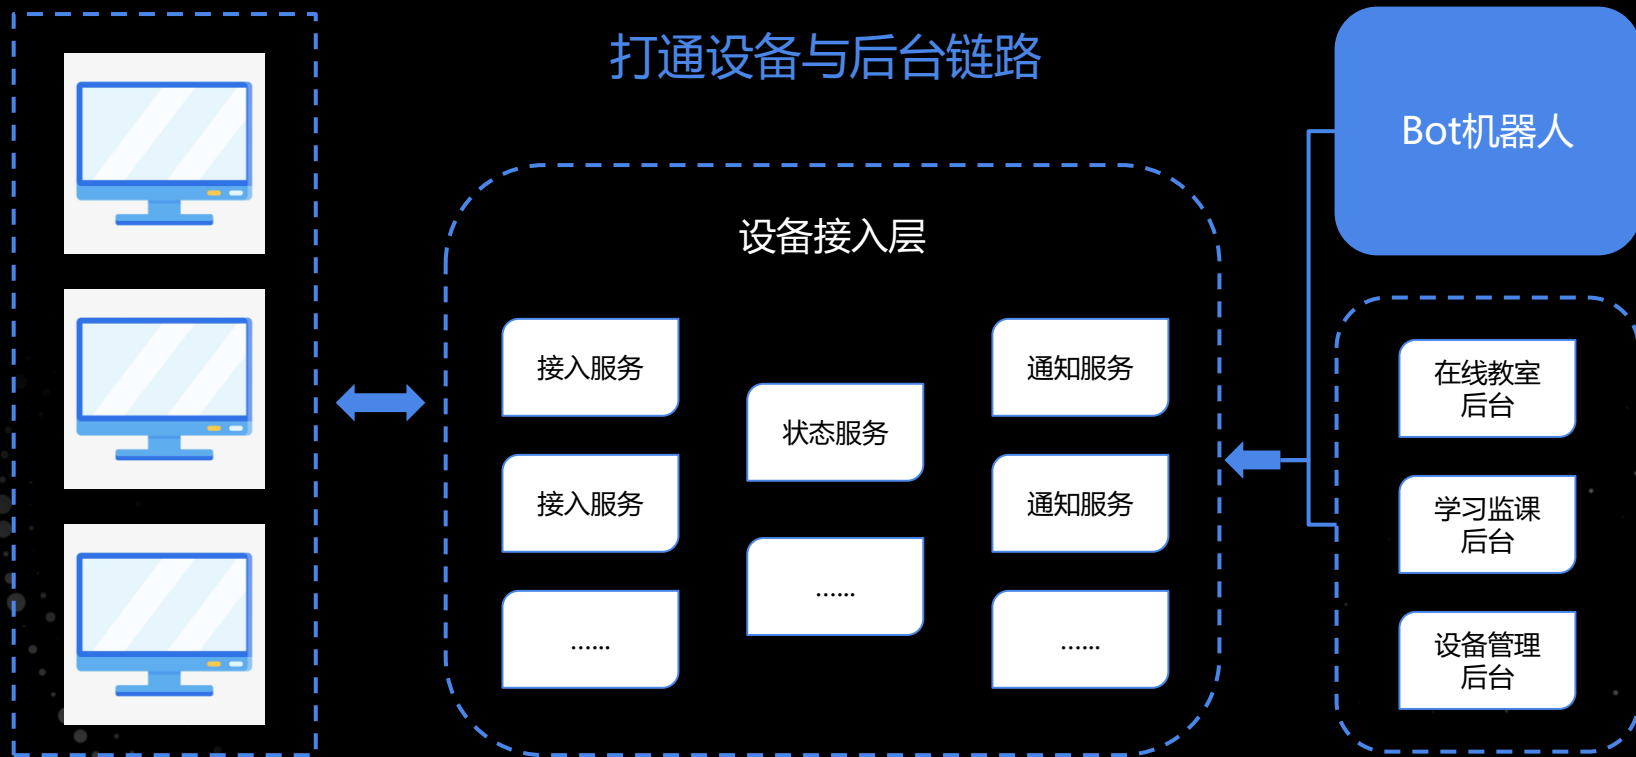 打通设备与后台链路
设备接入层
接入服务
接入服务
……
状态服务
……
通知服务
通知服务
……
Bot机器人
在线教室
后台
学习监课
后台
设备管理
后台